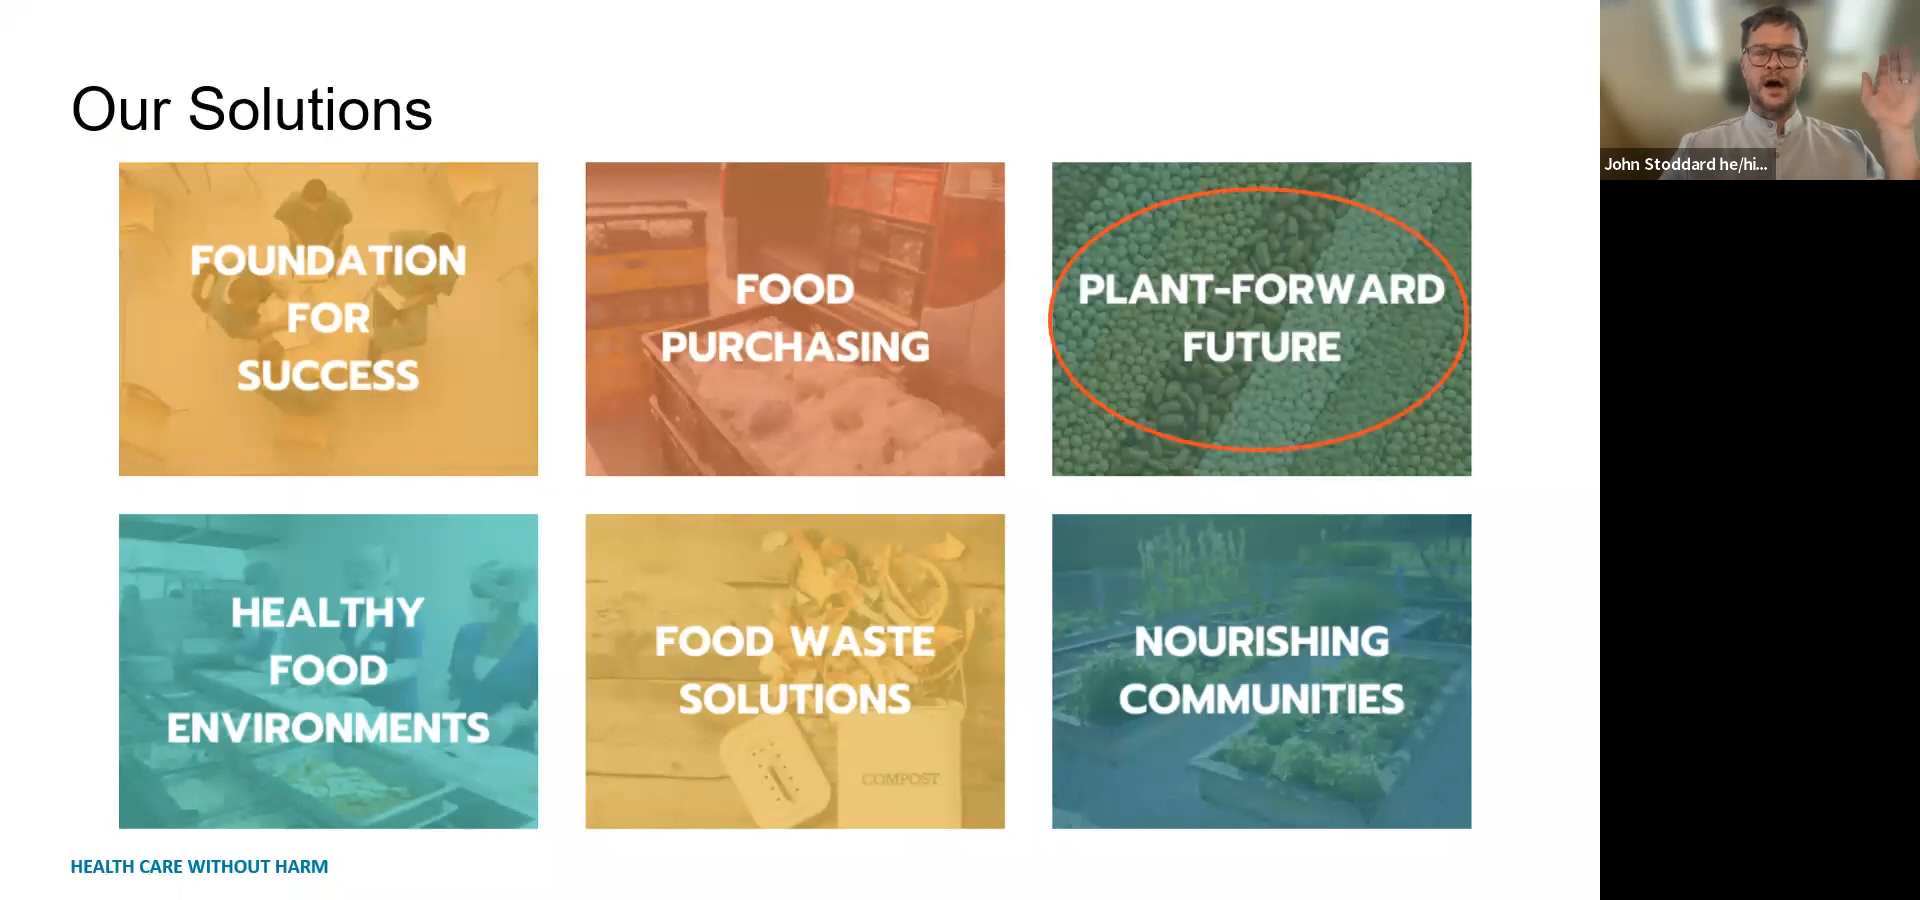 Our Solutions
FOUNDATION
FOR
SUCCESS
FOOD
PURCHASING
PLANT-FORWARD
FUTURE
HEALTHY
FOOD
ENVIRONMENTS
FOOD WASTE
SOLUTIONS
COMPOST
NOURISHING
COMMUNITIES
HEALTH CARE WITHOUT HARM
John Stoddard he/hi...